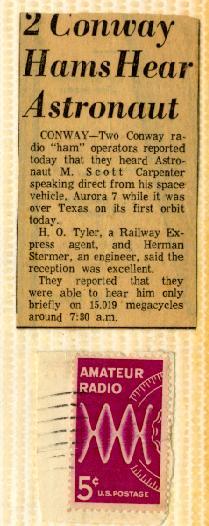 2 Conway
Hams Hear
Astronaut
CONWAY—Two Conway ra-
dio "ham" operators reported
today that they heard Astro-
naut M. Scott Carpenter
speaking direct from his space
vehicle, Aurora 7 while it was
over Texas on its first orbit
today.
H. O. Tyler, a Railway Ex-
press agent, and Herman
Stermer, an engineer, said the
reception was excellent.
They reported that they
were able to hear him only
briefly on 15.019 megacycles
around 7:30 a.m.
AMATEUR
RADIO
5¢ U.S. POSTAGE